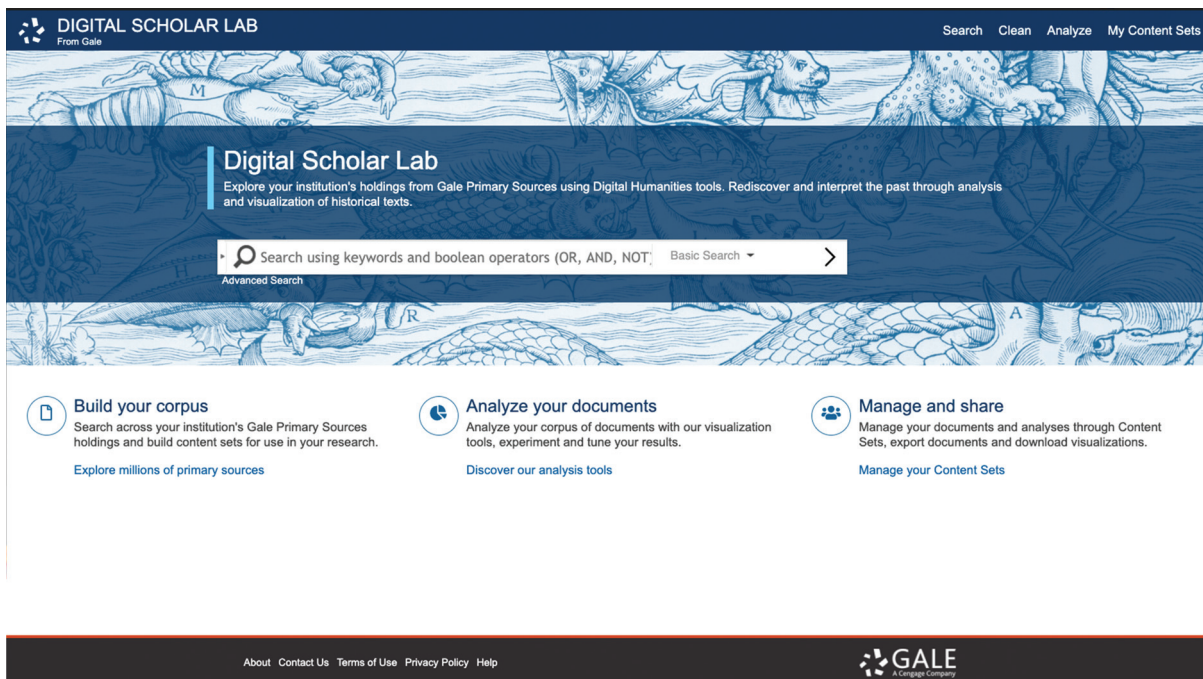 DIGITAL SCHOLAR LAB
From Gale
Search Clean Analyze My Content Sets
M
Digital Scholar Lab
Explore your institution's holdings from Gale Primary Sources using Digital Humanities tools. Rediscover and interpret the past through analysis
and visualization of historical texts.
Search using keywords and boolean operators (OR, AND, NOT)
Basic Search
H
Advanced Search
R
A
Build your corpus
Search across your institution's Gale Primary Sources
holdings and build content sets for use in your research.
Explore millions of primary sources
Analyze your documents
Analyze your corpus of documents with our visualization
tools, experiment and tune your results.
Discover our analysis tools
Manage and share
Manage your documents and analyses through Content
Sets, export documents and download visualizations.
Manage your Content Sets
About Contact Us Terms of Use Privacy Policy Help
GALE
A Cengage Company